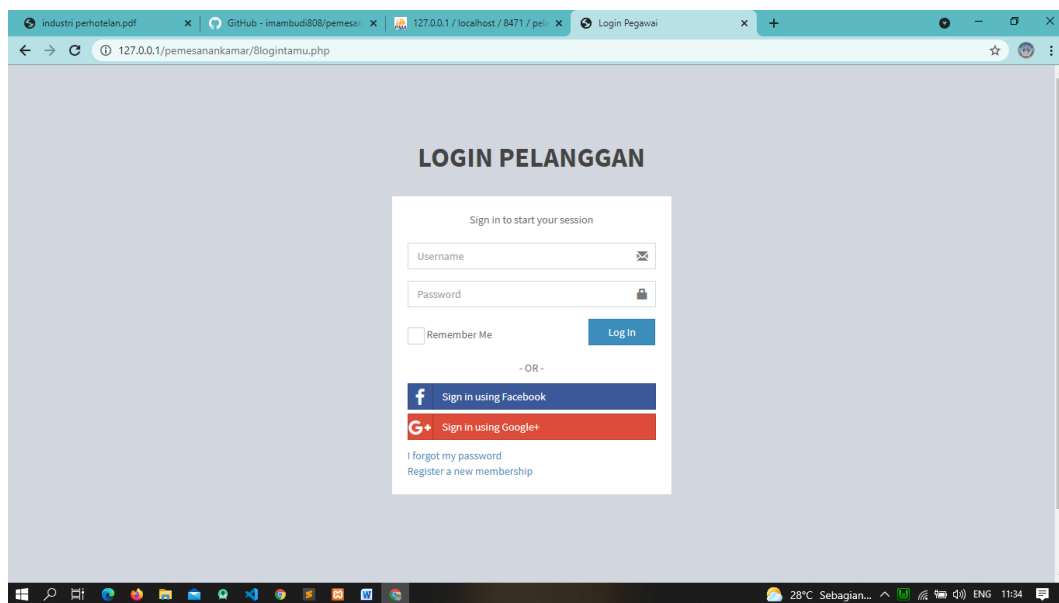 industri perhotelan.pdf
GitHub - imambudi808/pemesan
127.0.0.1 / localhost / 8471 / pela
Login Pegawai
127.0.0.1/pemesanankamar/8logintamu.php
LOGIN PELANGGAN
Sign in to start your session
Username
Password
Remember Me
Log In
- OR -
Sign in using Facebook
Sign in using Google+
I forgot my password
Register a new membership
28°C Sebagian... ENG 11:34